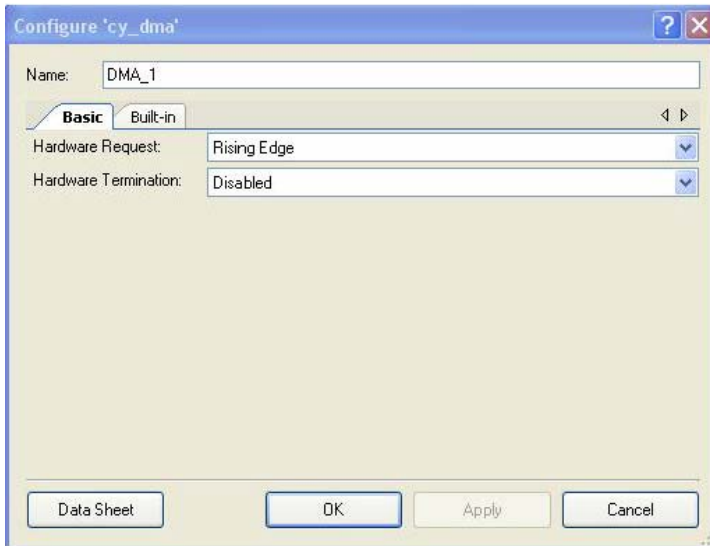 Configure 'cy_dma'
Name: DMA_1
Basic Built-in
Hardware Request: Rising Edge
Hardware Termination: Disabled
Data Sheet OK Apply Cancel